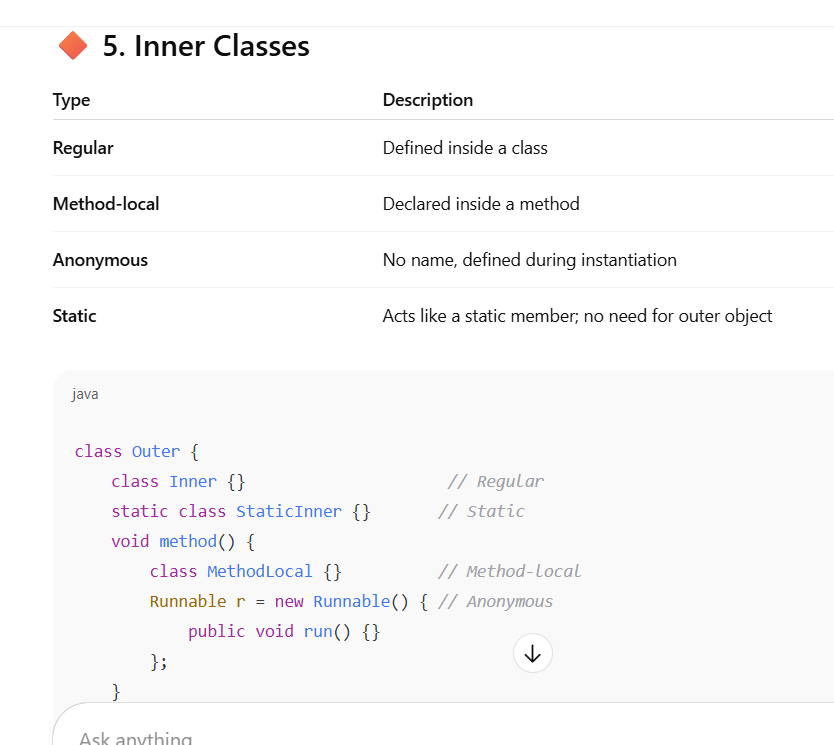 5. Inner Classes
Type Description
Regular Defined inside a class
Method-local Declared inside a method
Anonymous No name, defined during instantiation
Static Acts like a static member; no need for outer object
java
class Outer {
    class Inner {}                     // Regular
    static class StaticInner {}       // Static
    void method() {
        class MethodLocal {}          // Method-local
        Runnable r = new Runnable() { // Anonymous
            public void run() {}
        };
    }
Ask anything